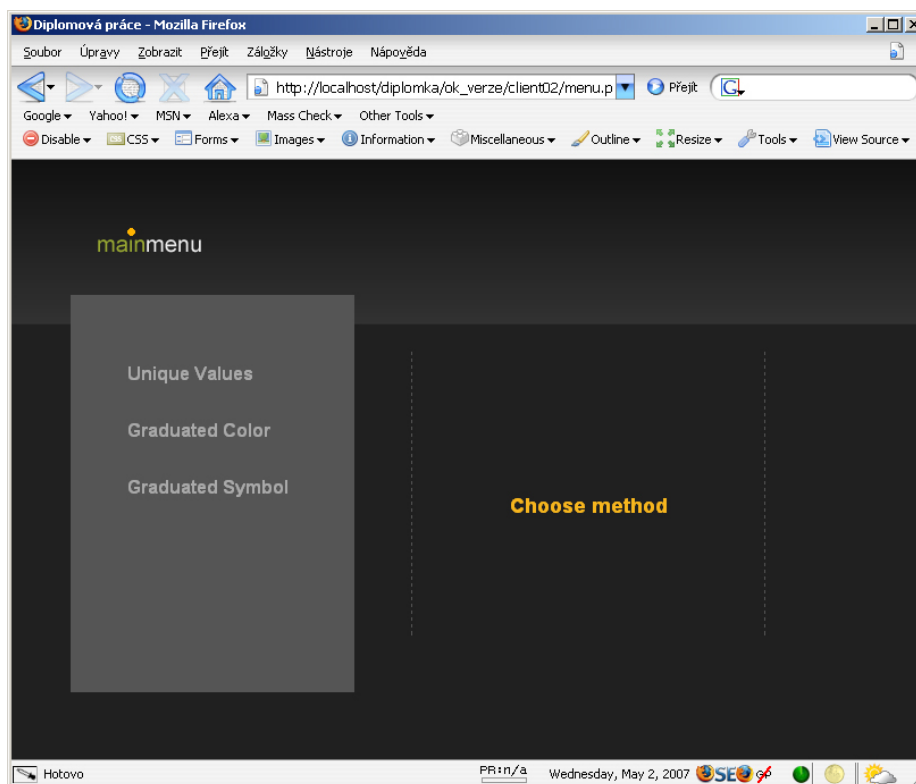 Diplomová práce - Mozilla Firefox
Soubor Úpravy Zobrazit Přejít Záložky Nástroje Nápověda
http://localhost/diplomka/ok_verze/client02/menu.p Přejít G
Google Yahoo! MSN Alexa Mass Check Other Tools
Disable CSS Forms Images Information Miscellaneous Outline Resize Tools View Source
mainmenu
Unique Values
Graduated Color
Graduated Symbol
Choose method
Hotovo PR:n/a Wednesday, May 2, 2007 SE